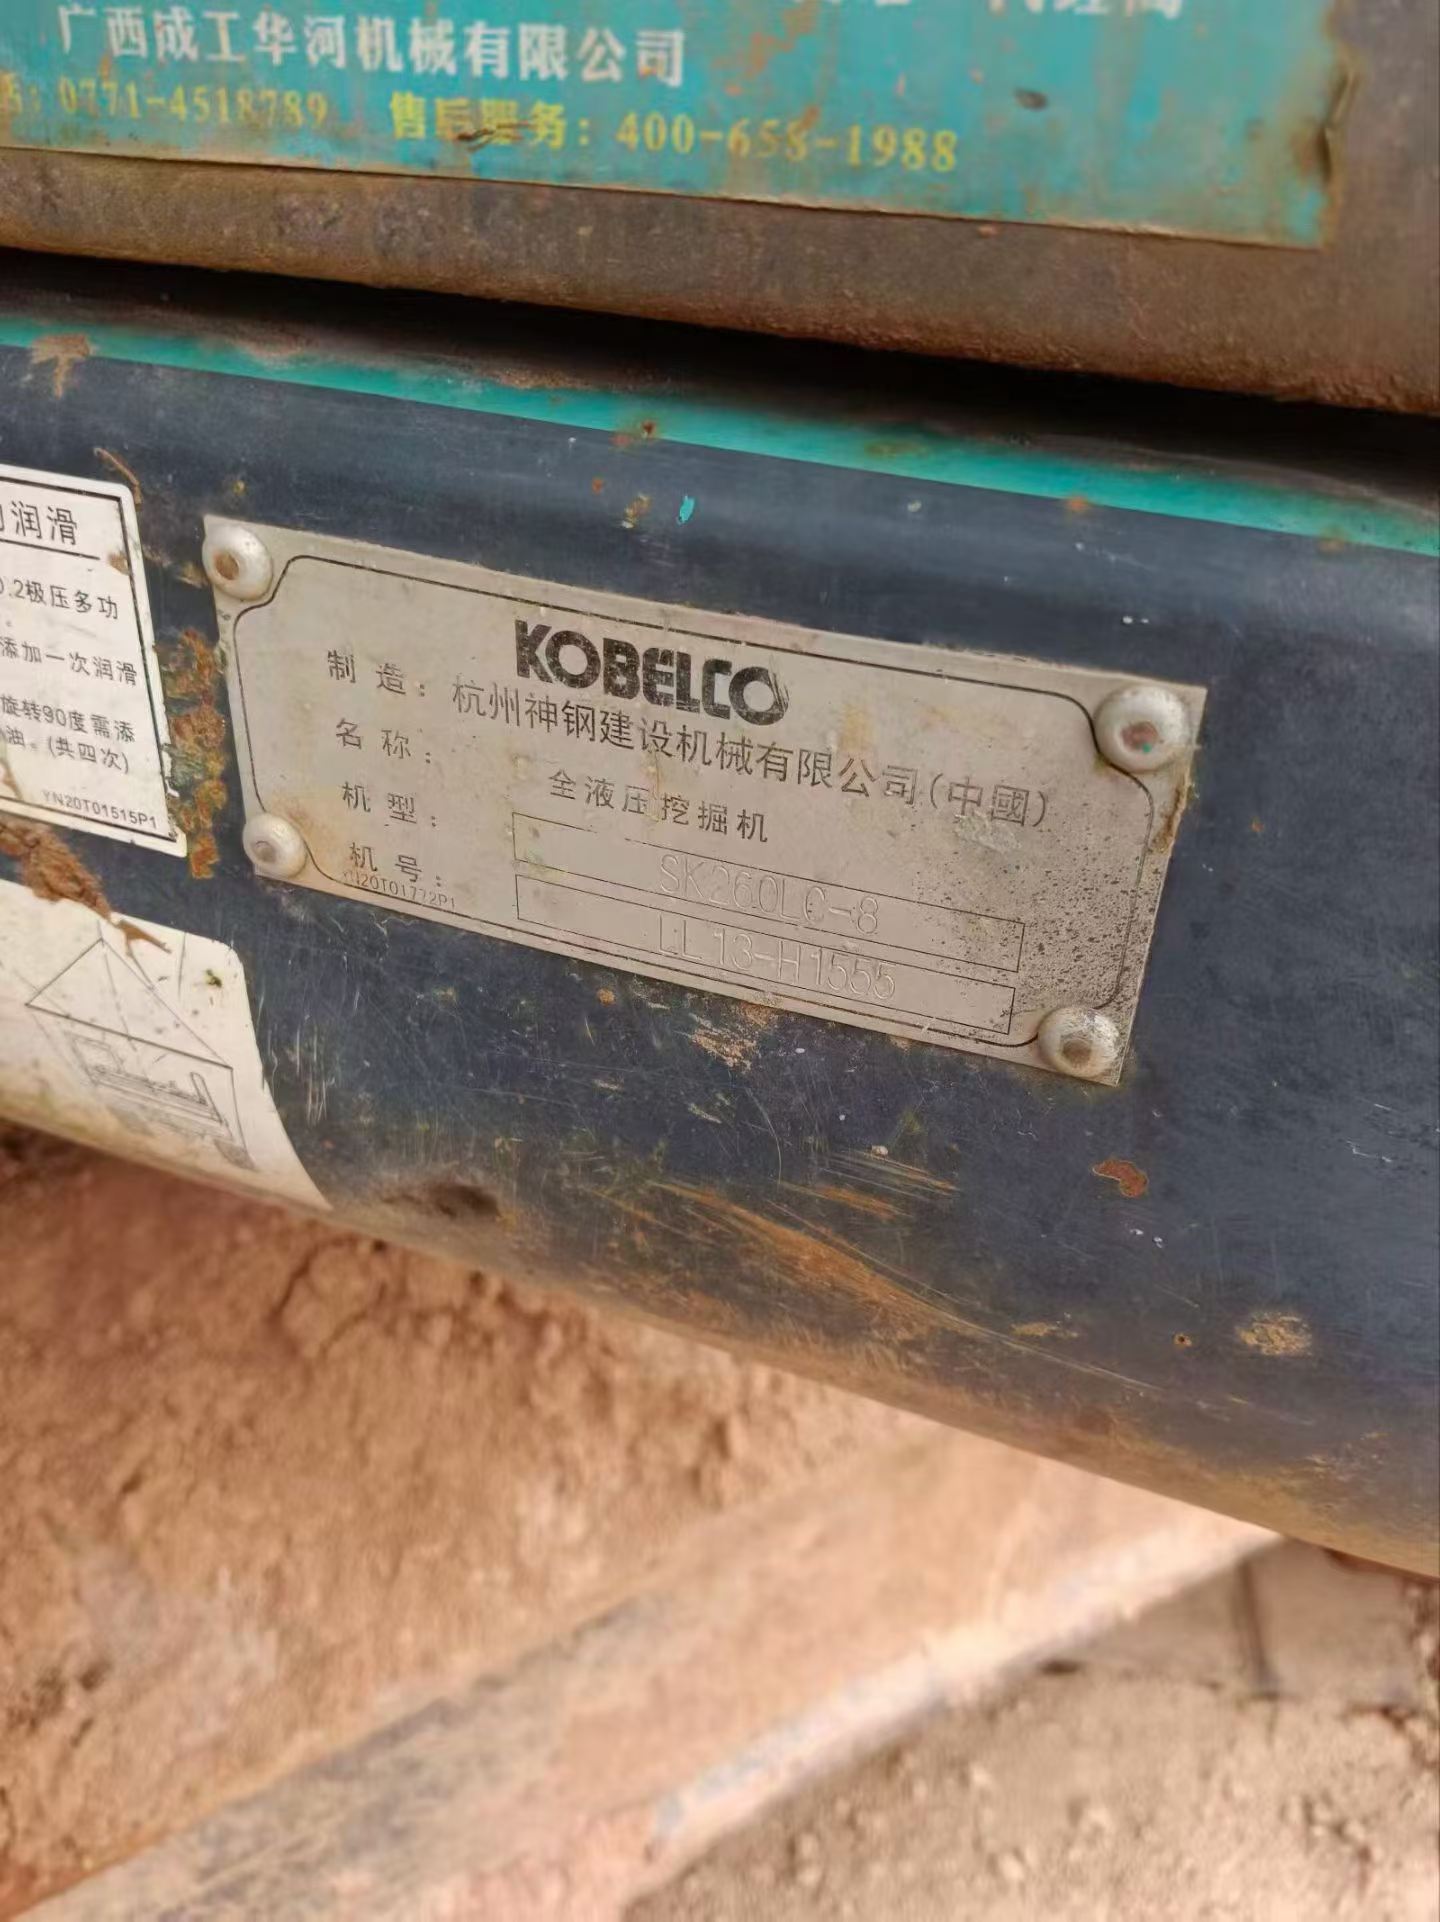 广西成工华河机械有限公司
0771-4518789 售后服务：400-658-1988
润滑
0.2极压多功
添加一次润滑
旋转90度需添
油。(共四次)
YN20T01515P1
KOBELCO
制造：杭州神钢建设机械有限公司(中國)
名称：全液压挖掘机
机型：SK260LC-8
机号：LL13-H1555
YN20T01772P1